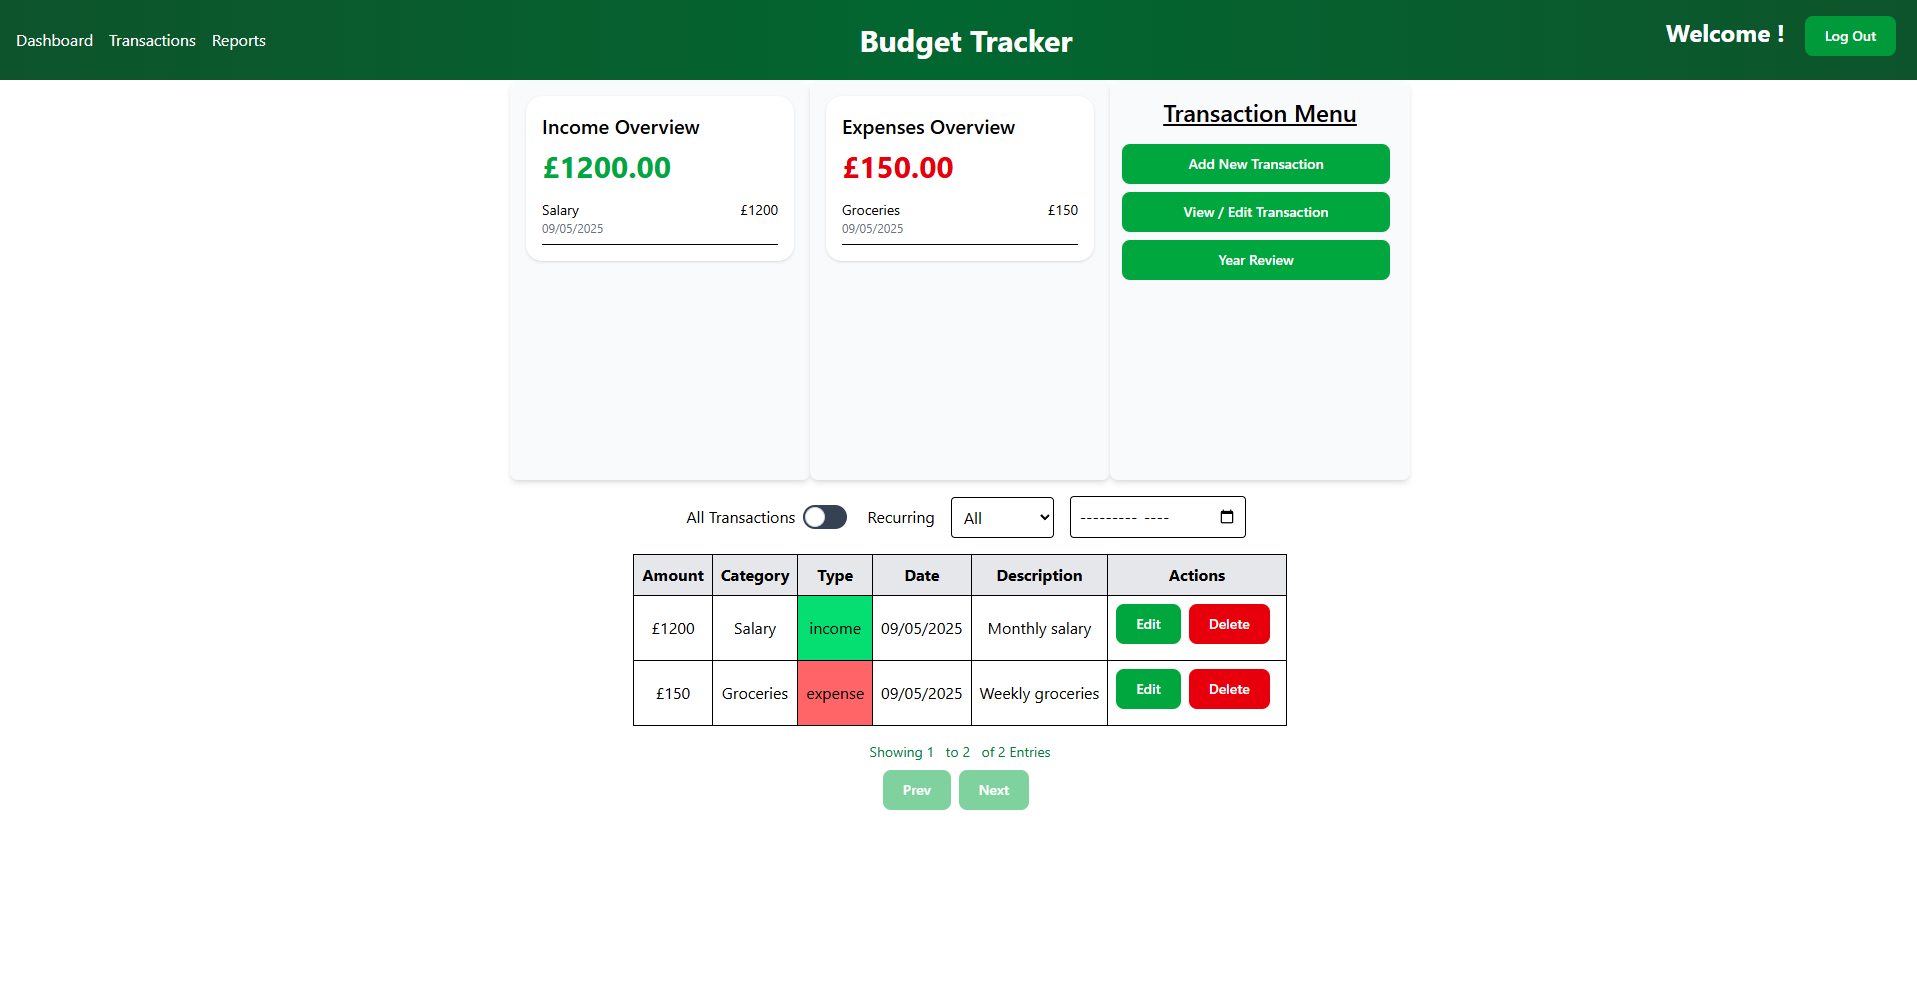 Dashboard Transactions Reports
Budget Tracker
Welcome !
Log Out
Income Overview
£1200.00
Salary £1200
09/05/2025
Expenses Overview
£150.00
Groceries £150
09/05/2025
Transaction Menu
Add New Transaction
View / Edit Transaction
Year Review
All Transactions Recurring All --------- ----
Amount Category Type Date Description Actions
£1200 Salary income 09/05/2025 Monthly salary Edit Delete
£150 Groceries expense 09/05/2025 Weekly groceries Edit Delete
Showing 1 to 2 of 2 Entries
Prev Next